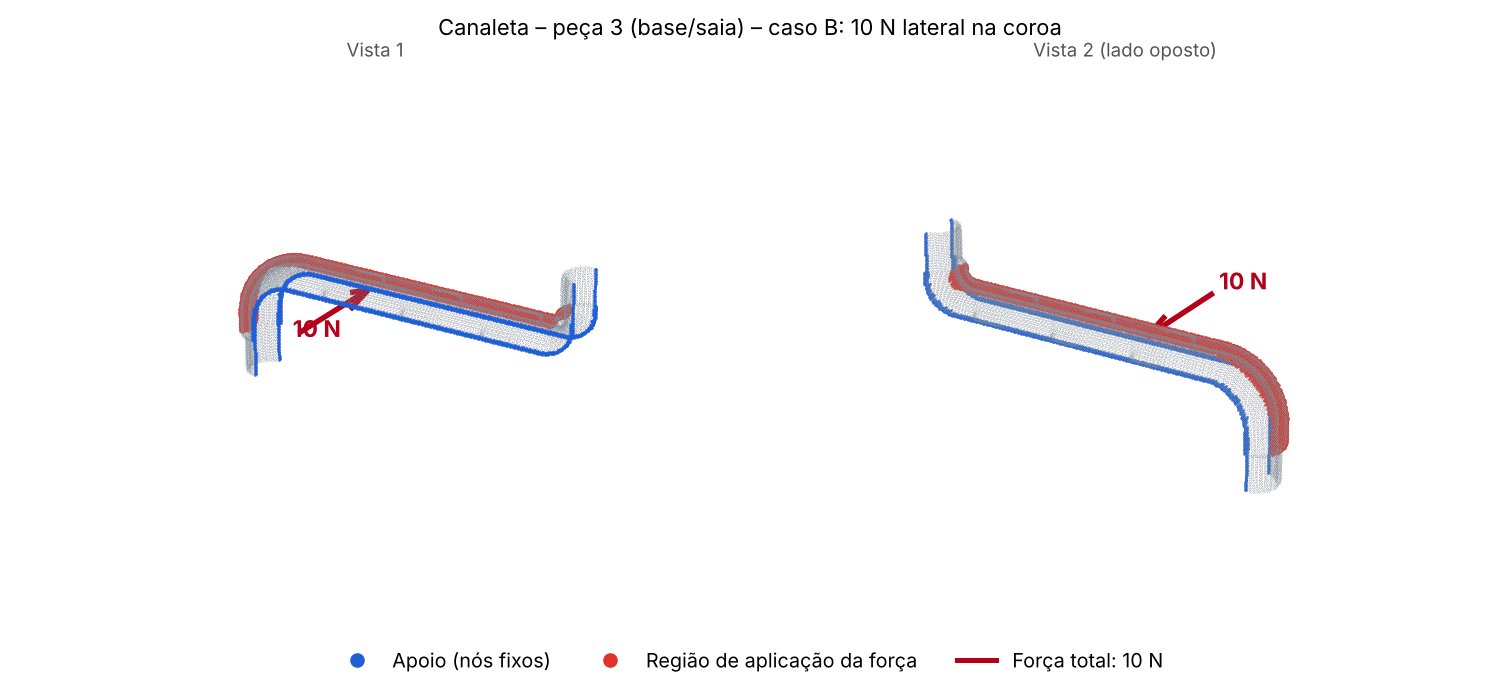 Canaleta – peça 3 (base/saia) – caso B: 10 N lateral na coroa
Vista 1
Vista 2 (lado oposto)
10 N
10 N
Apoio (nós fixos)
Região de aplicação da força
Força total: 10 N